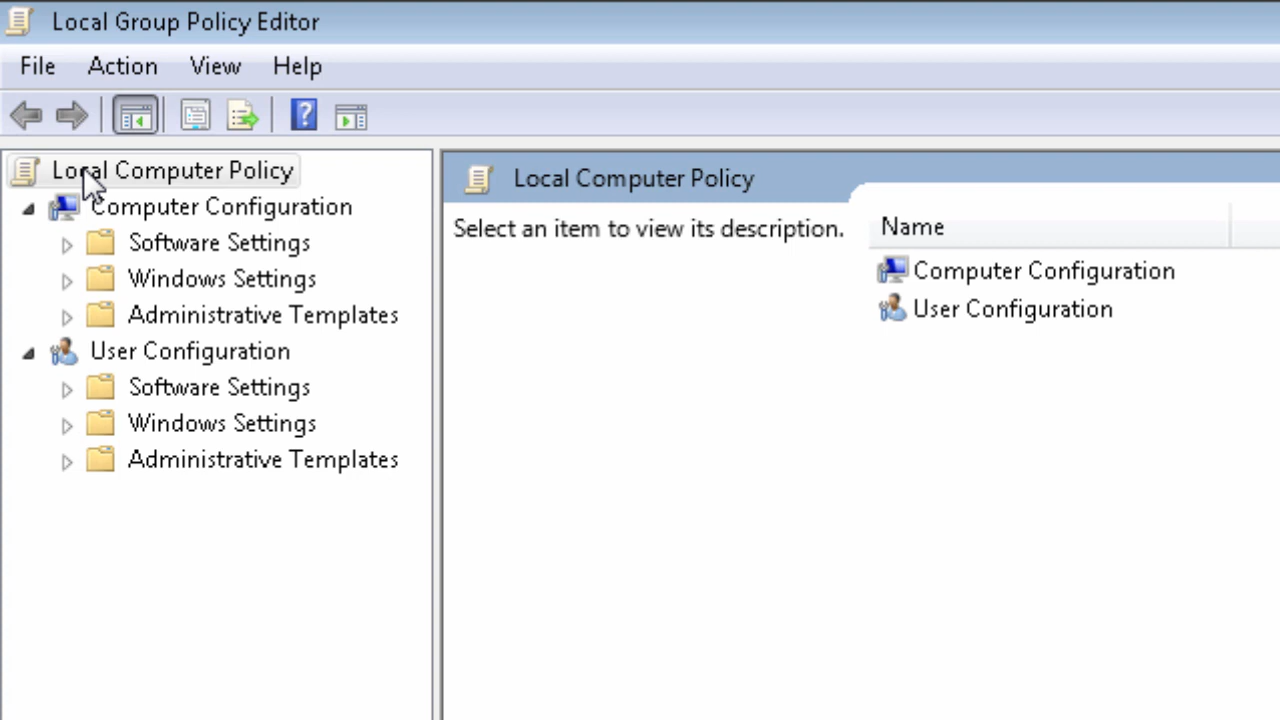 Local Group Policy Editor
File Action View Help
Local Computer Policy
Computer Configuration
Software Settings
Windows Settings
Administrative Templates
User Configuration
Software Settings
Windows Settings
Administrative Templates
Local Computer Policy
Select an item to view its description.
Name
Computer Configuration
User Configuration